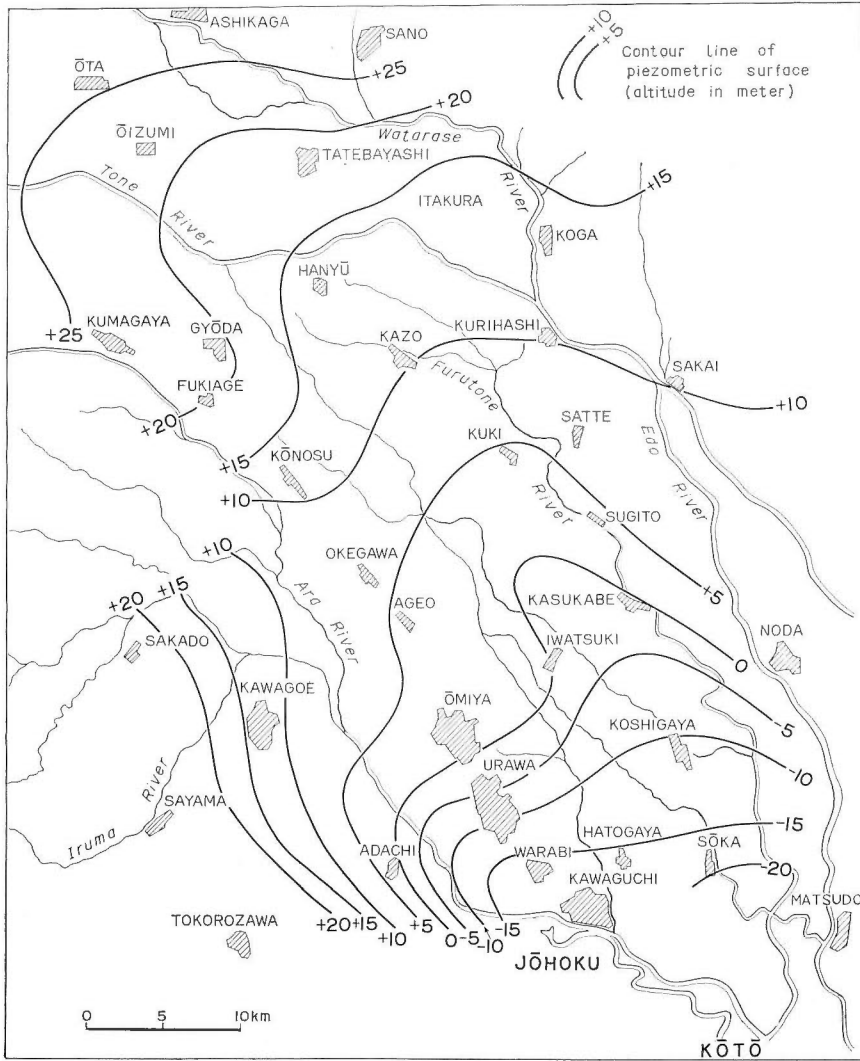 ASHIKAGA
SANO
+10
+5
Contour line of
piezometric surface
(altitude in meter)
ŌTA
+25
+20
ŌIZUMI
Watarase
River
TATEBAYASHI
Tone
River
ITAKURA
+15
KOGA
HANYŪ
KUMAGAYA
+25
GYŌDA
KURIHASHI
KAZO
SAKAI
Furutone
River
FUKIAGE
+20
+10
SATTE
Edo
River
KUKI
+15
KŌNOSU
+10
SUGITO
+10
OKEGAWA
Ara
River
+15
+20
+5
AGEO
KASUKABE
SAKADO
IWATSUKI
0
NODA
KAWAGOE
ŌMIYA
-5
KOSHIGAYA
URAWA
-10
SAYAMA
Iruma
River
-15
ADACHI
WARABI
HATOGAYA
SŌKA
-20
KAWAGUCHI
MATSUDO
TOKOROZAWA
+20
+15
+10
+5
0
-5
-10
-15
JŌHOKU
0 5 10km
KŌTŌ